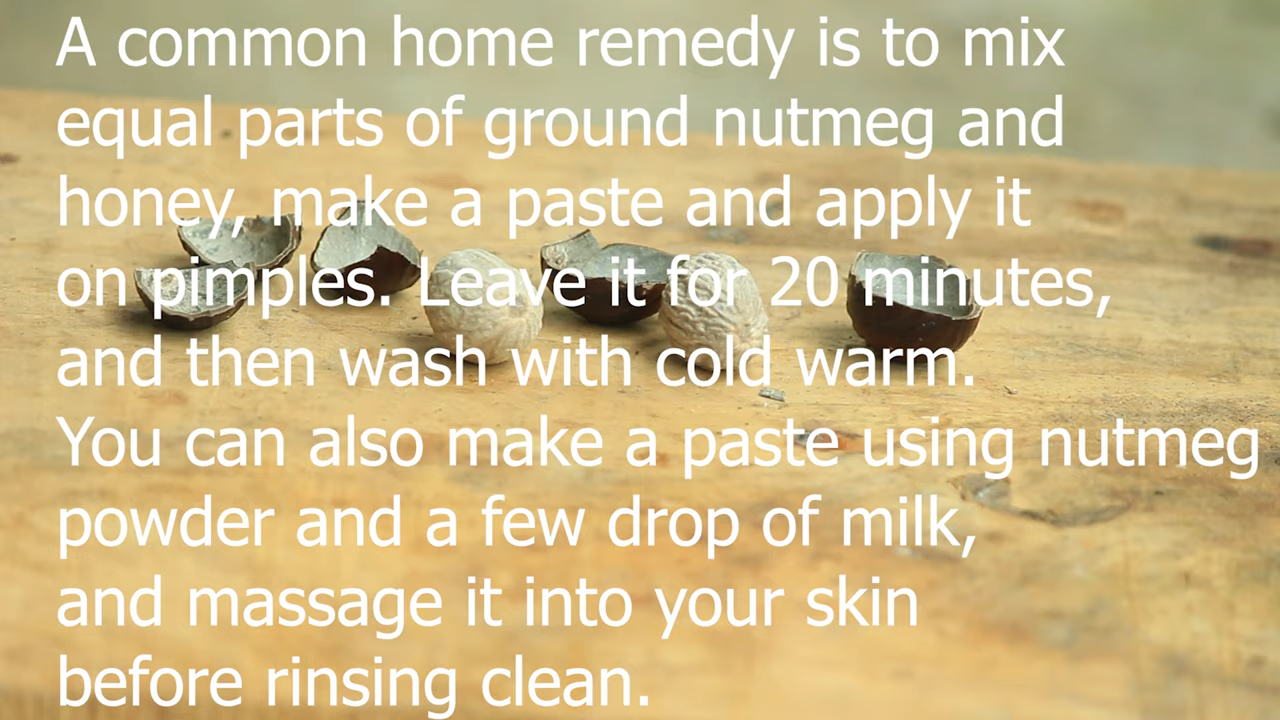 A common home remedy is to mix
equal parts of ground nutmeg and
honey, make a paste and apply it
on pimples. Leave it for 20 minutes,
and then wash with cold warm.
You can also make a paste using nutmeg
powder and a few drop of milk,
and massage it into your skin
before rinsing clean.